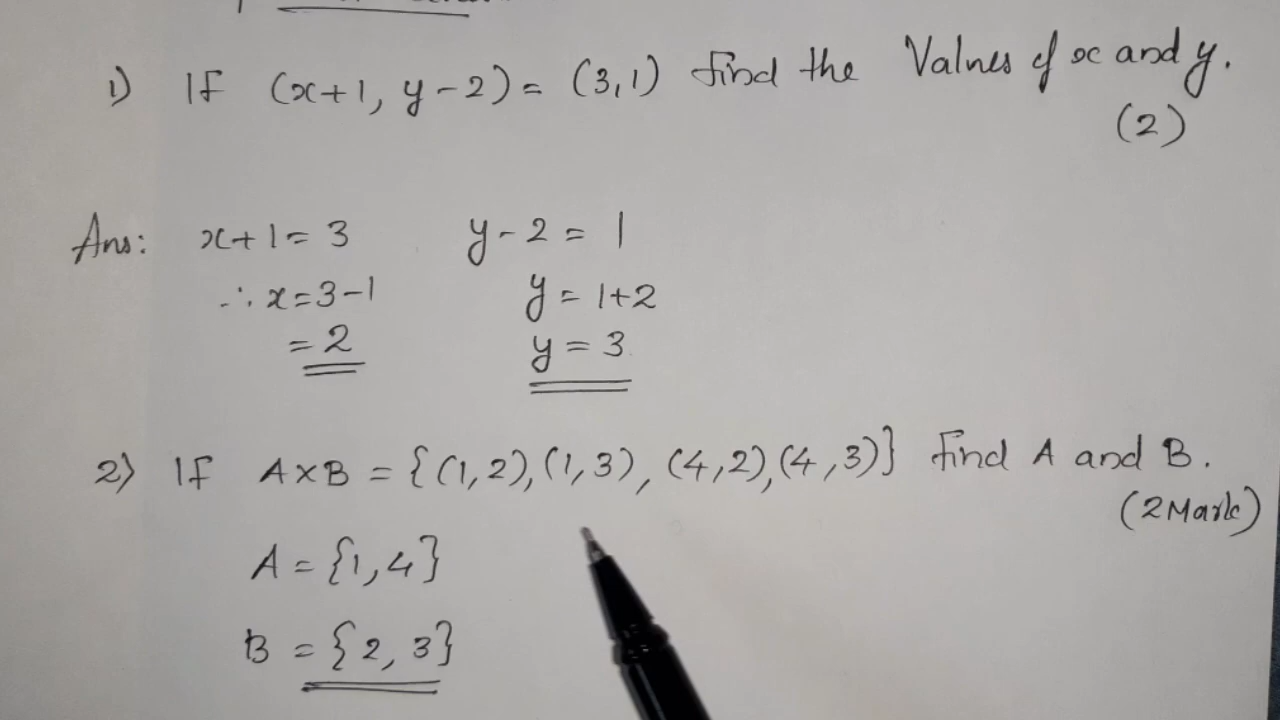 1) If (x+1, y-2) = (3,1) find the Values of x and y.
(2)
Ans: x+1 = 3 y-2 = 1
∴ x=3-1 y = 1+2
= 2 y = 3
2) If A×B = {(1,2),(1,3),(4,2),(4,3)} find A and B.
(2 Mark)
A = {1,4}
B = {2,3}